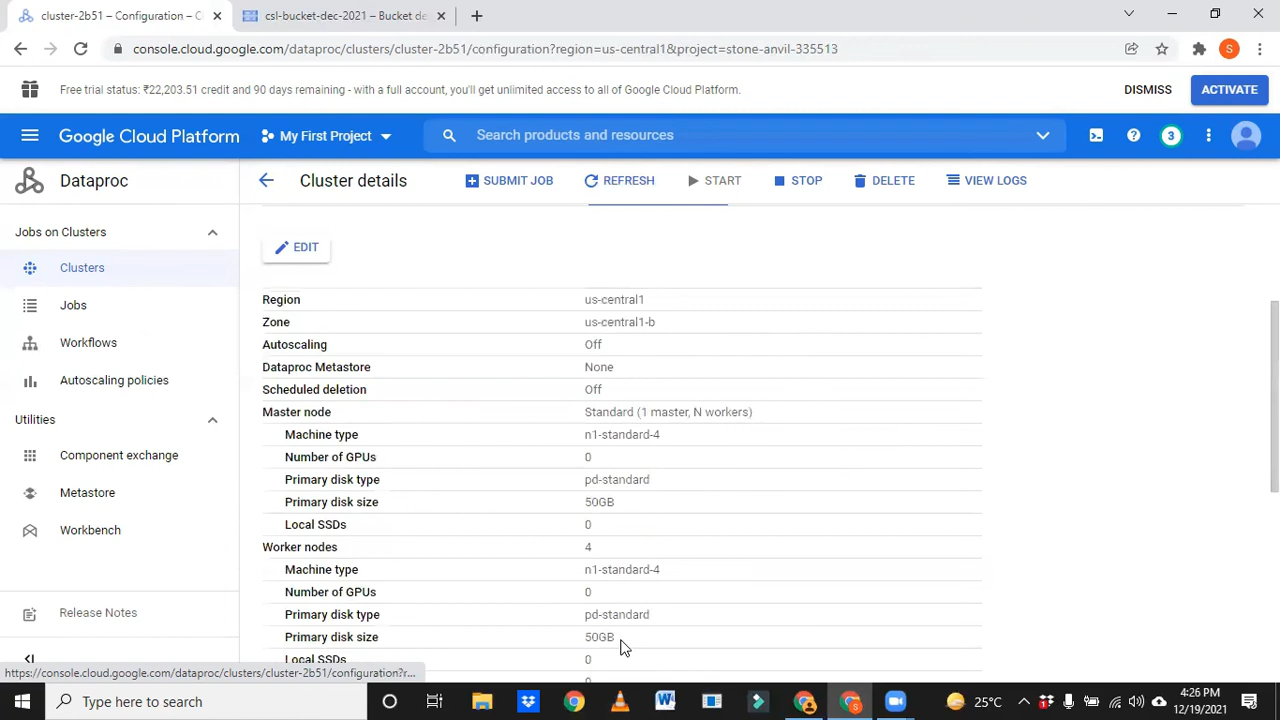 cluster-2b51 – Configuration – C
csl-bucket-dec-2021 – Bucket de
console.cloud.google.com/dataproc/clusters/cluster-2b51/configuration?region=us-central1&project=stone-anvil-335513
S
Free trial status: ₹22,203.51 credit and 90 days remaining - with a full account, you'll get unlimited access to all of Google Cloud Platform.
DISMISS
ACTIVATE
Google Cloud Platform
My First Project
Search products and resources
3
Dataproc
Cluster details
SUBMIT JOB
REFRESH
START
STOP
DELETE
VIEW LOGS
Jobs on Clusters
Clusters
Jobs
Workflows
Autoscaling policies
Utilities
Component exchange
Metastore
Workbench
Release Notes
EDIT
Region us-central1
Zone us-central1-b
Autoscaling Off
Dataproc Metastore None
Scheduled deletion Off
Master node Standard (1 master, N workers)
Machine type n1-standard-4
Number of GPUs 0
Primary disk type pd-standard
Primary disk size 50GB
Local SSDs 0
Worker nodes 4
Machine type n1-standard-4
Number of GPUs 0
Primary disk type pd-standard
Primary disk size 50GB
Local SSDs 0
https://console.cloud.google.com/dataproc/clusters/cluster-2b51/configuration?r...
Type here to search
25°C
4:26 PM
12/19/2021